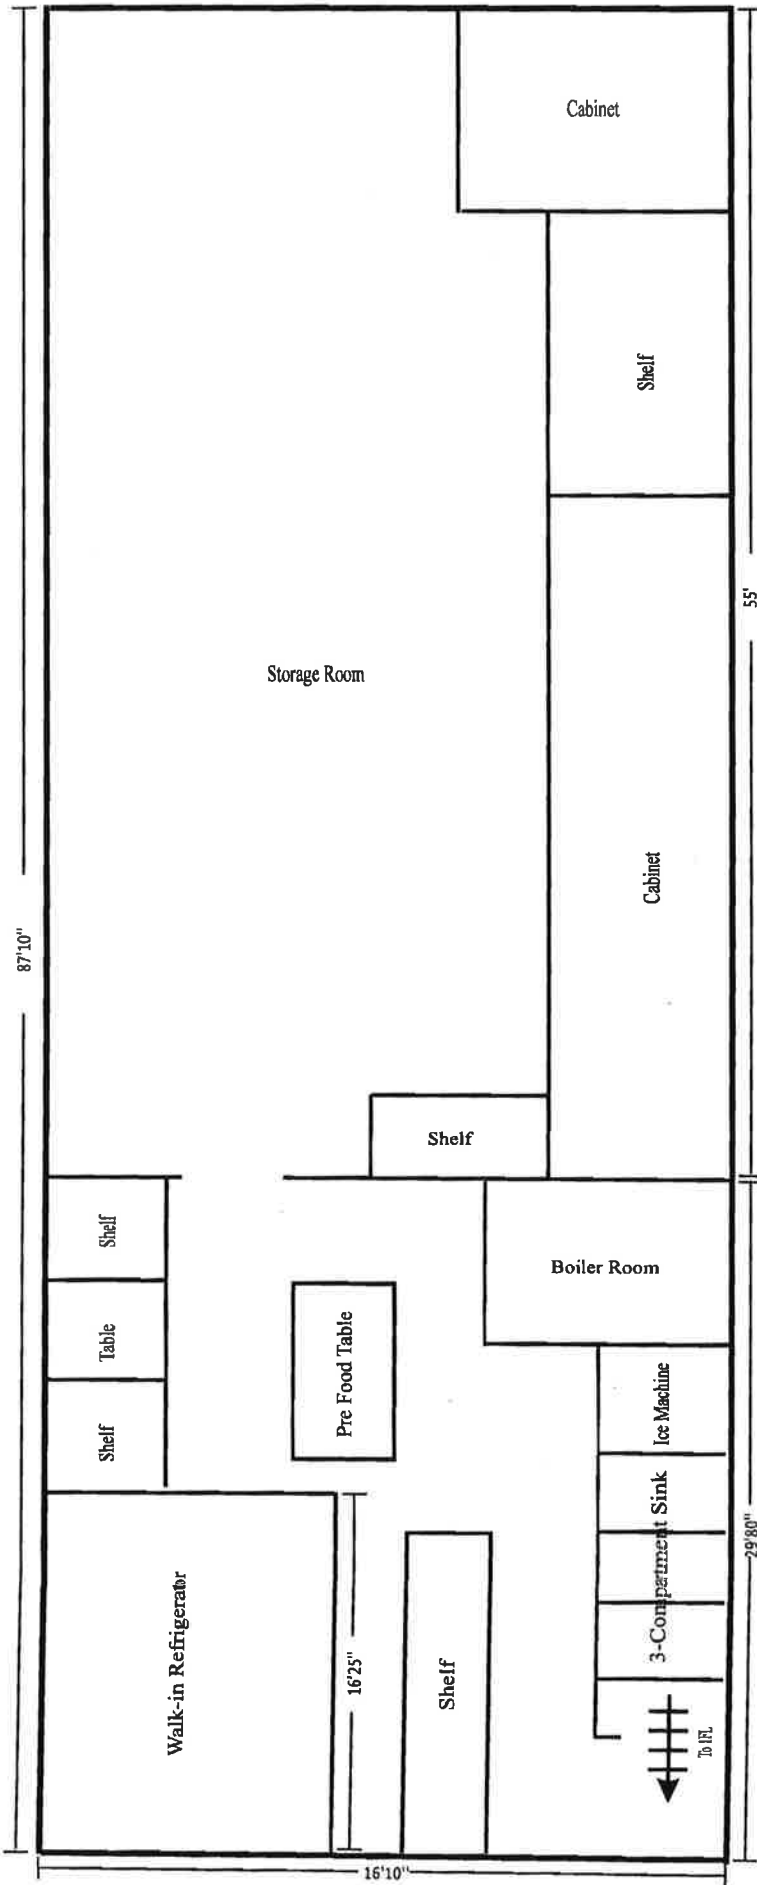 Cabinet
Shelf
55'
Storage Room
Cabinet
87'10"
Shelf
Shelf
Boiler Room
Table
Pre Food Table
Ice Machine
Shelf
3-Compartment Sink
29'80"
Walk-in Refrigerator
16'25"
Shelf
To 1FL
16'10"